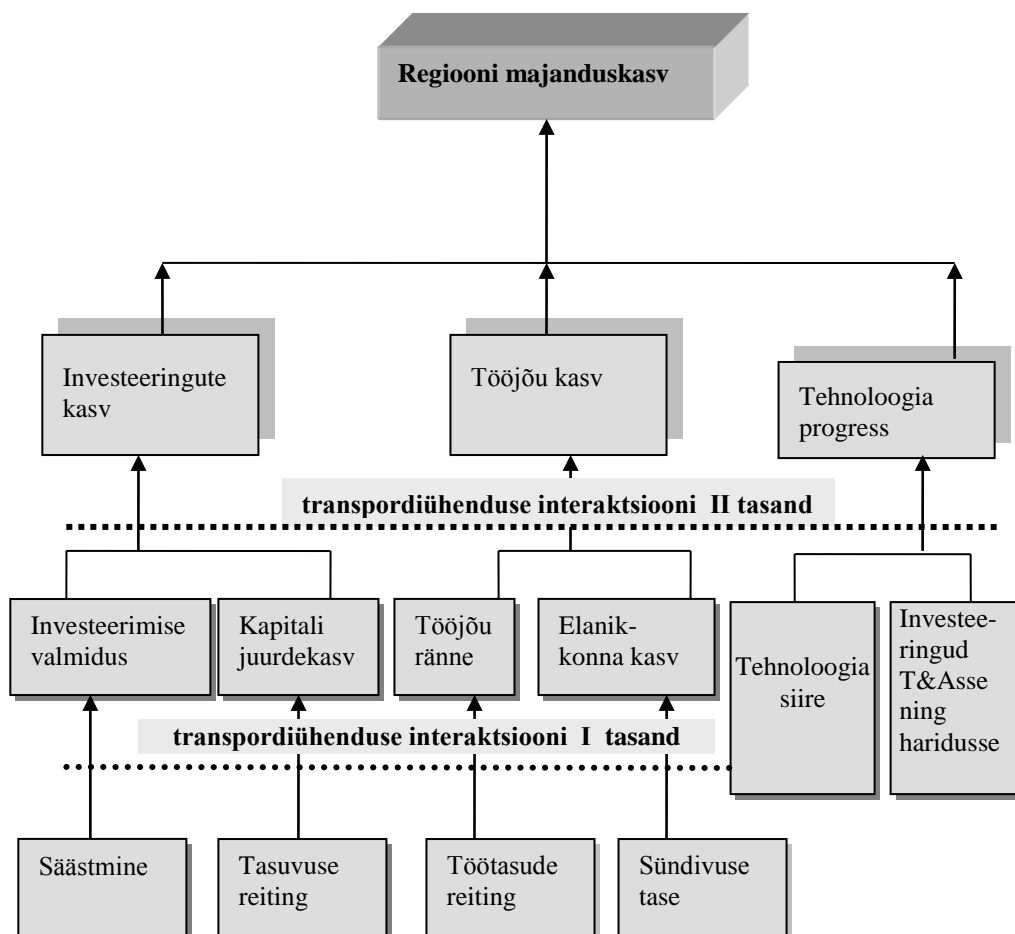 Regiooni majanduskasv
Investeeringute
kasv
Tööjõu kasv
Tehnoloogia
progress
transpordiühenduse interaktsiooni II tasand
Investeerimise
valmidus
Kapitali
juurdekasv
Tööjõu
ränne
Elanik-
konna kasv
Tehnoloogia
siire
Investee-
ringud
T&Asse
ning
haridusse
transpordiühenduse interaktsiooni I tasand
Säästmine
Tasuvuse
reiting
Töötasude
reiting
Sündivuse
tase